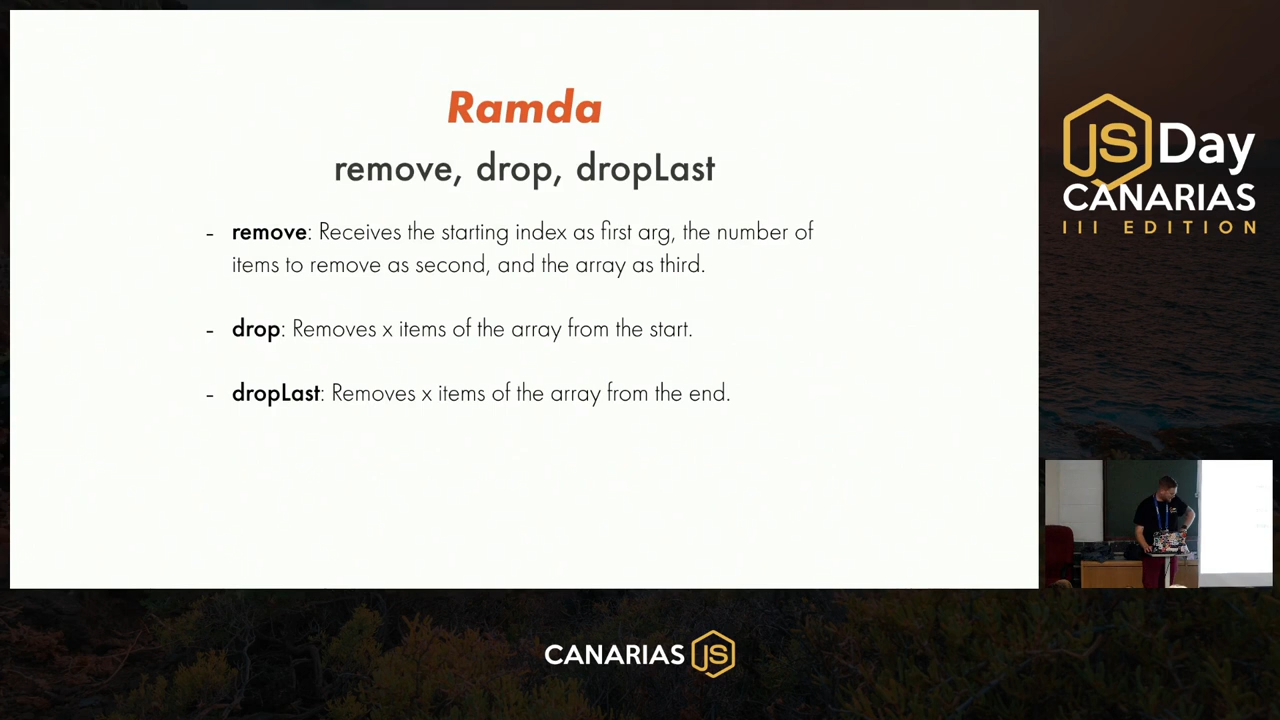 Ramda
remove, drop, dropLast
- remove: Receives the starting index as first arg, the number of
items to remove as second, and the array as third.
- drop: Removes x items of the array from the start.
- dropLast: Removes x items of the array from the end.
JS Day
CANARIAS
III EDITION
CANARIAS JS